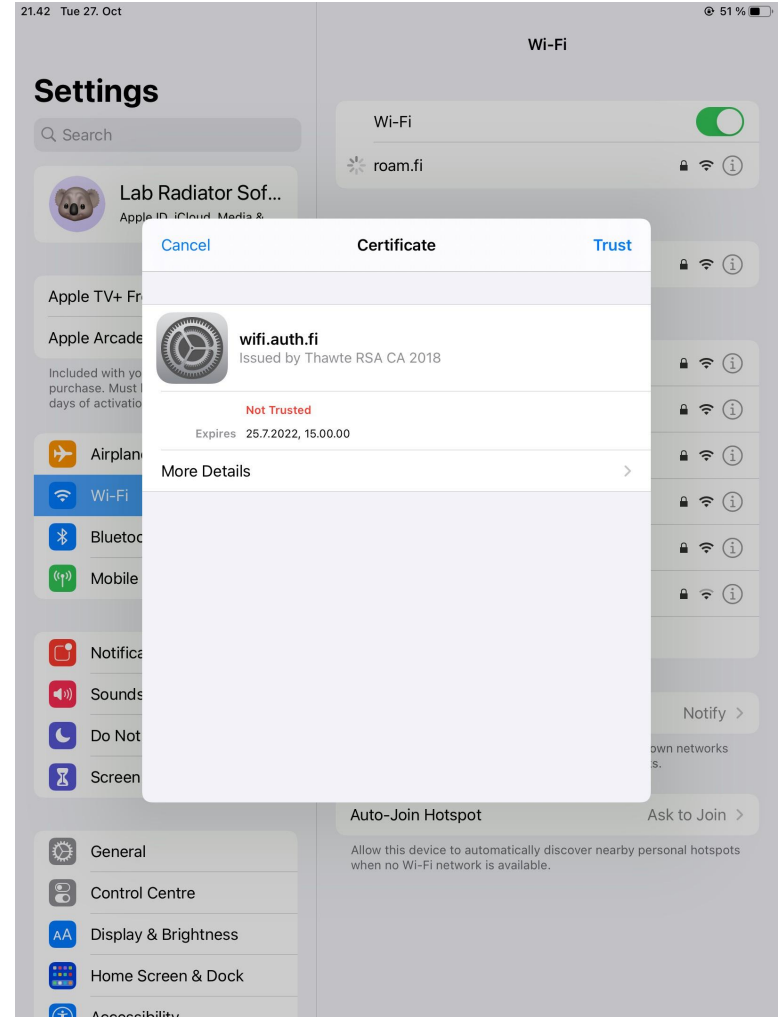 21.42 Tue 27. Oct
51 %
Settings
Search
Lab Radiator Sof...
Apple ID, iCloud, Media &
Apple TV+ Fr
Apple Arcade
Included with yo
purchase. Must
days of activatio
Airplan
Wi-Fi
Bluetoo
Mobile
Notifica
Sounds
Do Not
Screen
General
Control Centre
AA Display & Brightness
Home Screen & Dock
Accessibility
Wi-Fi
Wi-Fi
roam.fi
Cancel
Certificate
Trust
wifi.auth.fi
Issued by Thawte RSA CA 2018
Not Trusted
Expires 25.7.2022, 15.00.00
More Details
Notify
own networks
s.
Auto-Join Hotspot
Ask to Join
Allow this device to automatically discover nearby personal hotspots
when no Wi-Fi network is available.